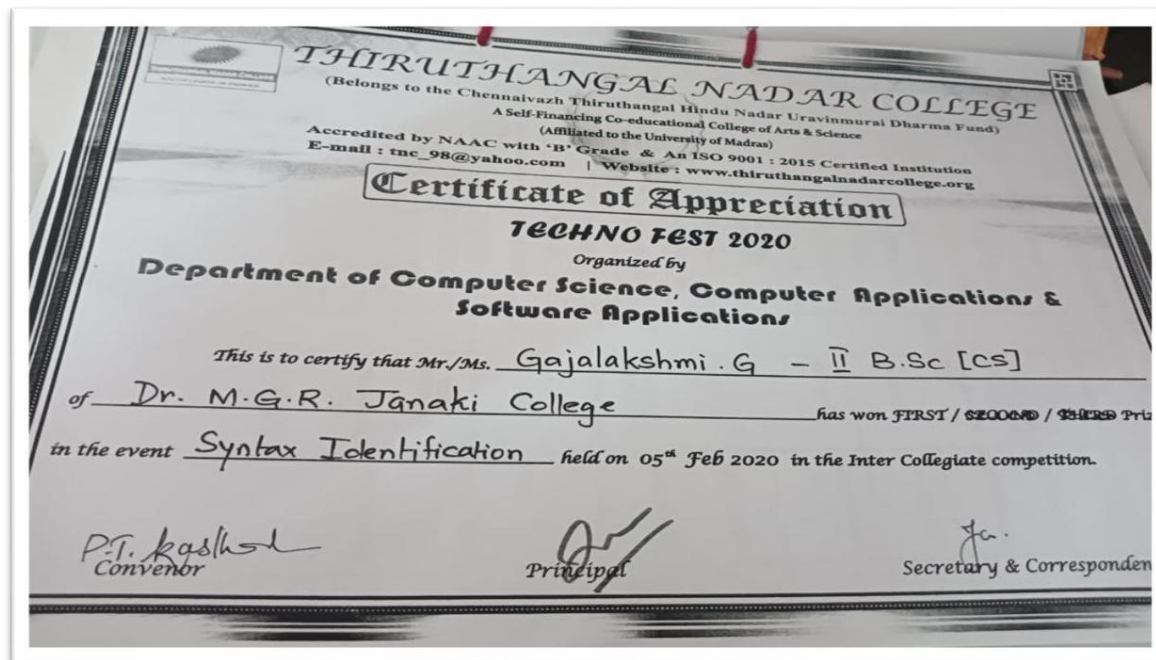 THIRUTHANGAL NADAR COLLEGE
(Belongs to the Chennaivazh Thiruthangal Hindu Nadar Uravinmurai Dharma Fund)
A Self-Financing Co-educational College of Arts & Science
(Affiliated to the University of Madras)
Accredited by NAAC with 'B' Grade & An ISO 9001 : 2015 Certified Institution
E-mail : tnc_98@yahoo.com | Website : www.thiruthangalnadarcollege.org
Certificate of Appreciation
TECHNO FEST 2020
Organized by
Department of Computer Science, Computer Applications &
Software Applications
This is to certify that Mr./Ms. Gajalakshmi . G - II B.Sc [CS]
of Dr. M.G.R. Janaki College has won FIRST / SECOND / THIRD Priz
in the event Syntax Identification held on 05th Feb 2020 in the Inter Collegiate competition.
P.T.
Convenor Principal Secretary & Corresponden